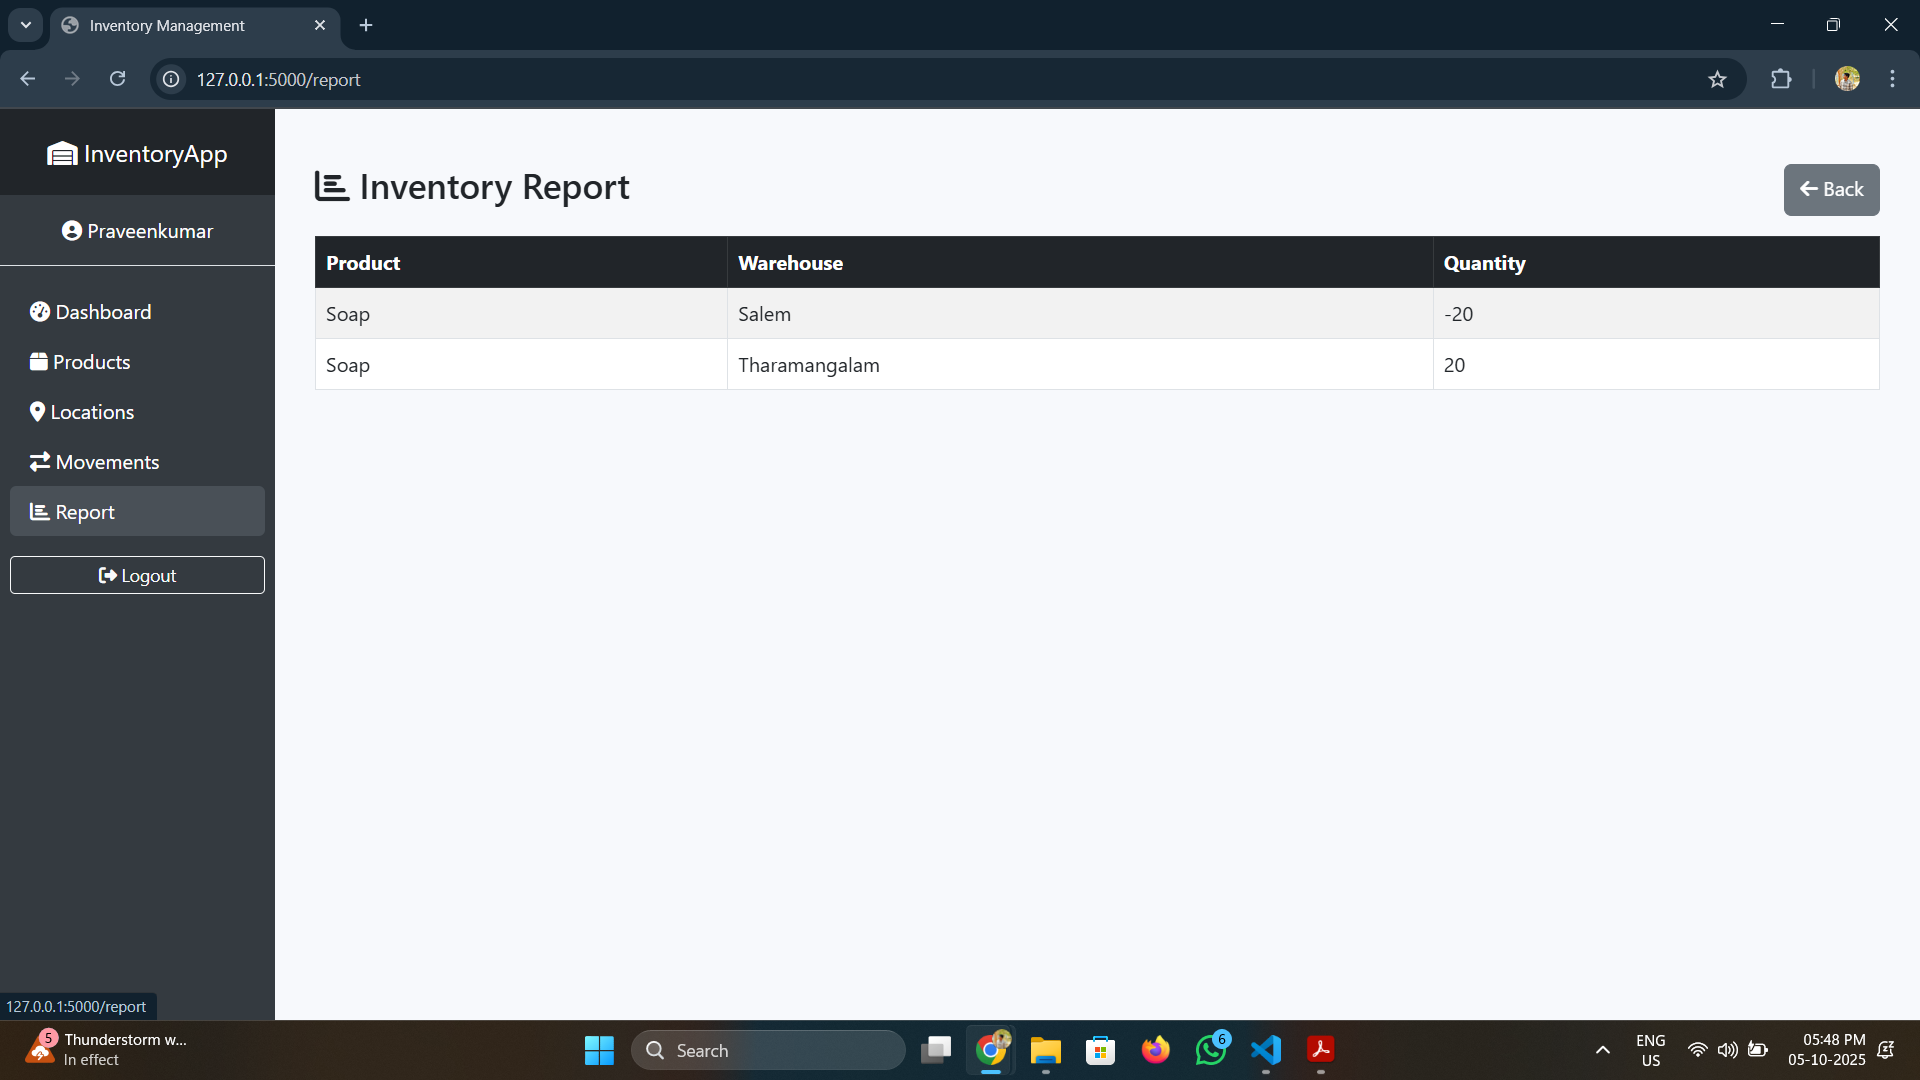 Inventory Management
127.0.0.1:5000/report
InventoryApp
Praveenkumar
Dashboard
Products
Locations
Movements
Report
Logout
Inventory Report
Back
Product Warehouse Quantity
Soap Salem -20
Soap Tharamangalam 20
127.0.0.1:5000/report
5
Thunderstorm w...
In effect
Search
6
ENG
US
05:48 PM
05-10-2025